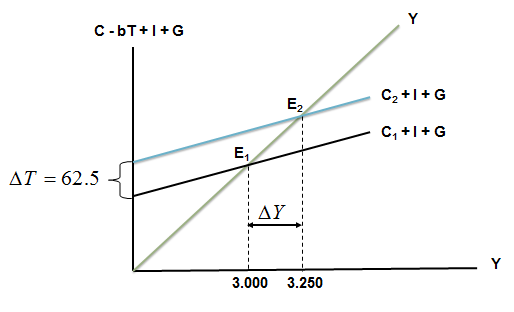 C - bT + I + G
Y
C₂ + I + G
E₂
C₁ + I + G
E₁
ΔT = 62.5
ΔY
Y
3.000 3.250